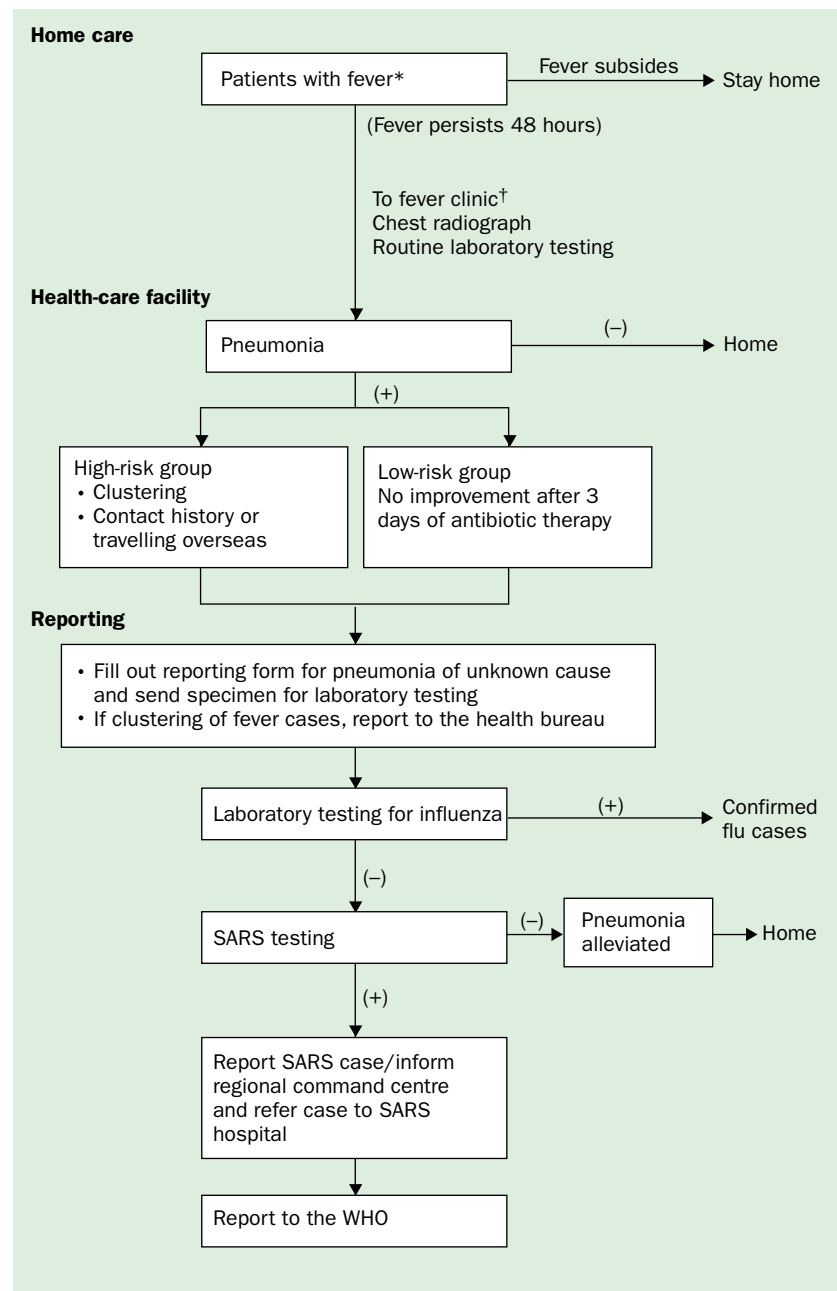 Home care
Patients with fever*
Fever subsides
Stay home
(Fever persists 48 hours)
To fever clinic†
Chest radiograph
Routine laboratory testing
Health-care facility
Pneumonia
(–)
Home
(+)
High-risk group
• Clustering
• Contact history or
travelling overseas
Low-risk group
No improvement after 3
days of antibiotic therapy
Reporting
• Fill out reporting form for pneumonia of unknown cause
and send specimen for laboratory testing
• If clustering of fever cases, report to the health bureau
Laboratory testing for influenza
(+)
Confirmed
flu cases
(–)
SARS testing
(–)
Pneumonia
alleviated
Home
(+)
Report SARS case/inform
regional command centre
and refer case to SARS
hospital
Report to the WHO